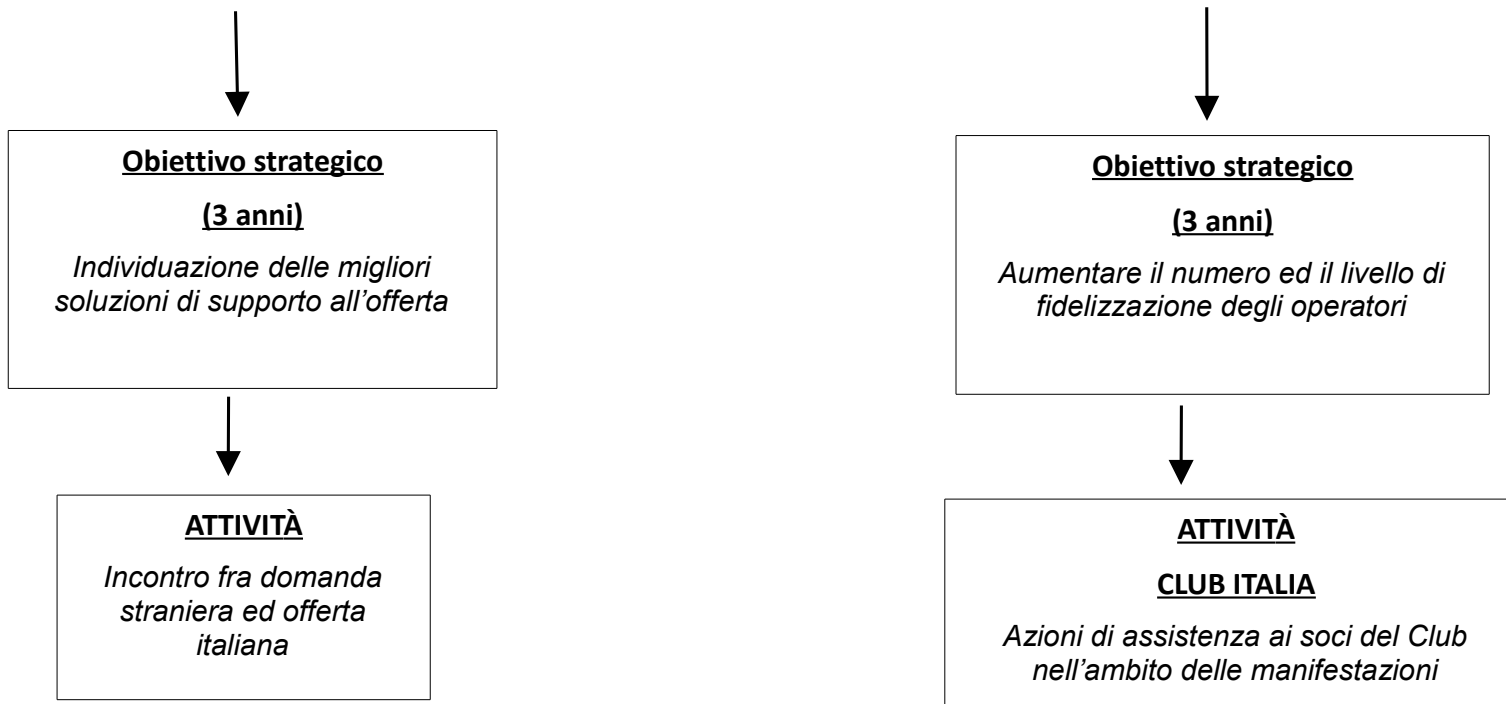 Obiettivo strategico
(3 anni)
Individuazione delle migliori
soluzioni di supporto all’offerta
Obiettivo strategico
(3 anni)
Aumentare il numero ed il livello di
fidelizzazione degli operatori
ATTIVITÀ
Incontro fra domanda
straniera ed offerta
italiana
ATTIVITÀ
CLUB ITALIA
Azioni di assistenza ai soci del Club
nell’ambito delle manifestazioni